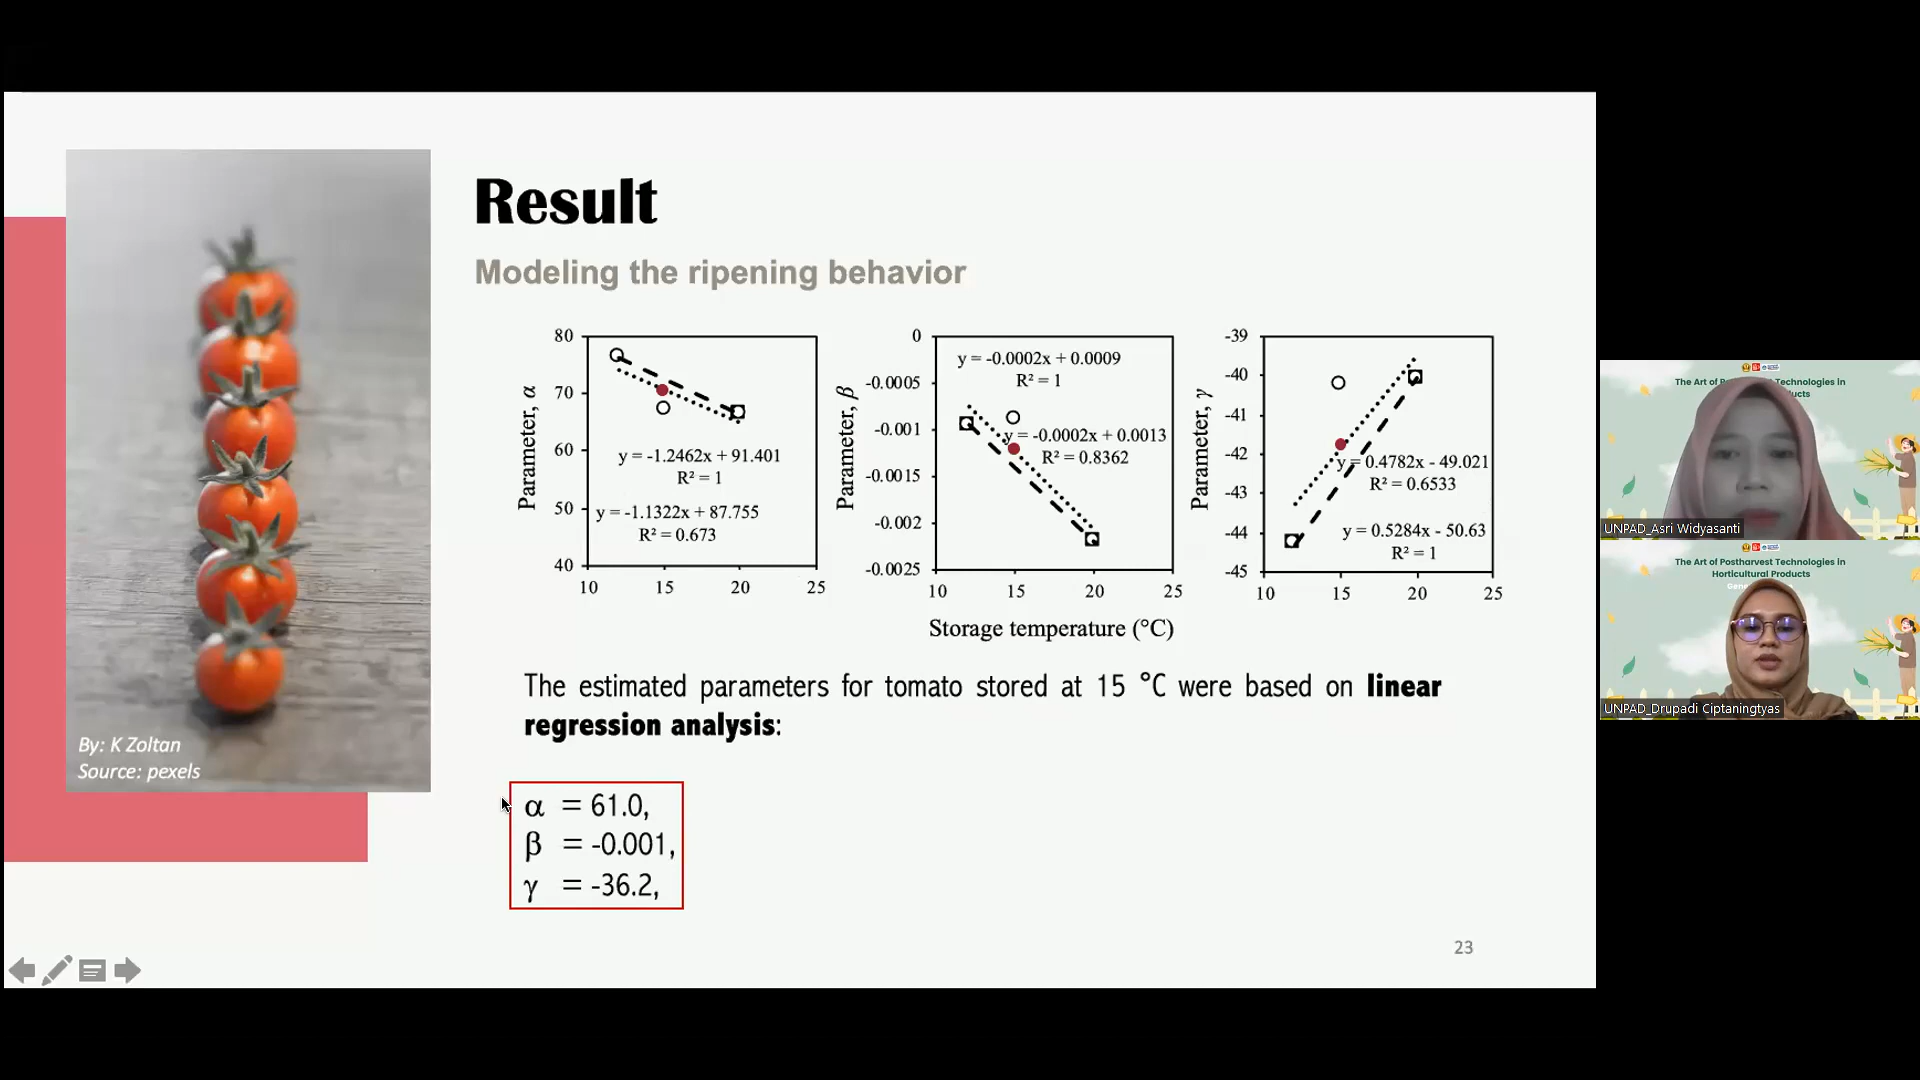 Result
Modeling the ripening behavior
80
70
60
50
40
10
15
20
25
Parameter, α
y = -1.2462x + 91.401
R² = 1
y = -1.1322x + 87.755
R² = 0.673
0
-0.0005
-0.001
-0.0015
-0.002
-0.0025
10
15
20
25
Parameter, β
y = -0.0002x + 0.0009
R² = 1
y = -0.0002x + 0.0013
R² = 0.8362
-39
-40
-41
-42
-43
-44
-45
10
15
20
25
Parameter, γ
y = 0.4782x - 49.021
R² = 0.6533
y = 0.5284x - 50.63
R² = 1
Storage temperature (°C)
The estimated parameters for tomato stored at 15 °C were based on linear
regression analysis:
α = 61.0,
β = -0.001,
γ = -36.2,
By: K Zoltan
Source: pexels
23
The Art of Technologies in
UNPAD_Asri Widyasanti
The Art of Postharvest Technologies in
Horticultural Products
UNPAD_Drupadi Ciptaningtyas